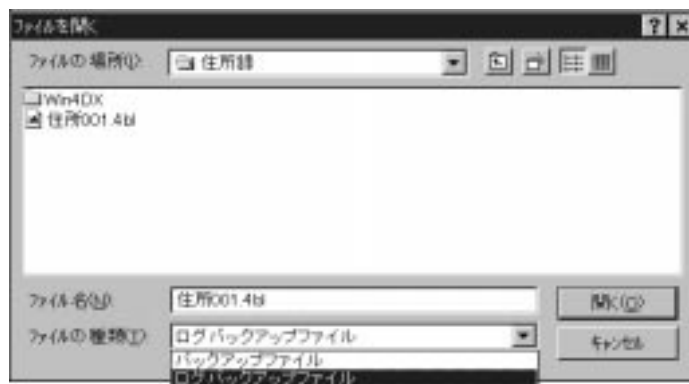 ファイルを開く
ファイルの場所(I): 住所録
Win4DX
住所001.4bl
ファイル名(N): 住所001.4bl 開く(O)
ファイルの種類(T): ログバックアップファイル キャンセル
バックアップファイル
ログバックアップファイル